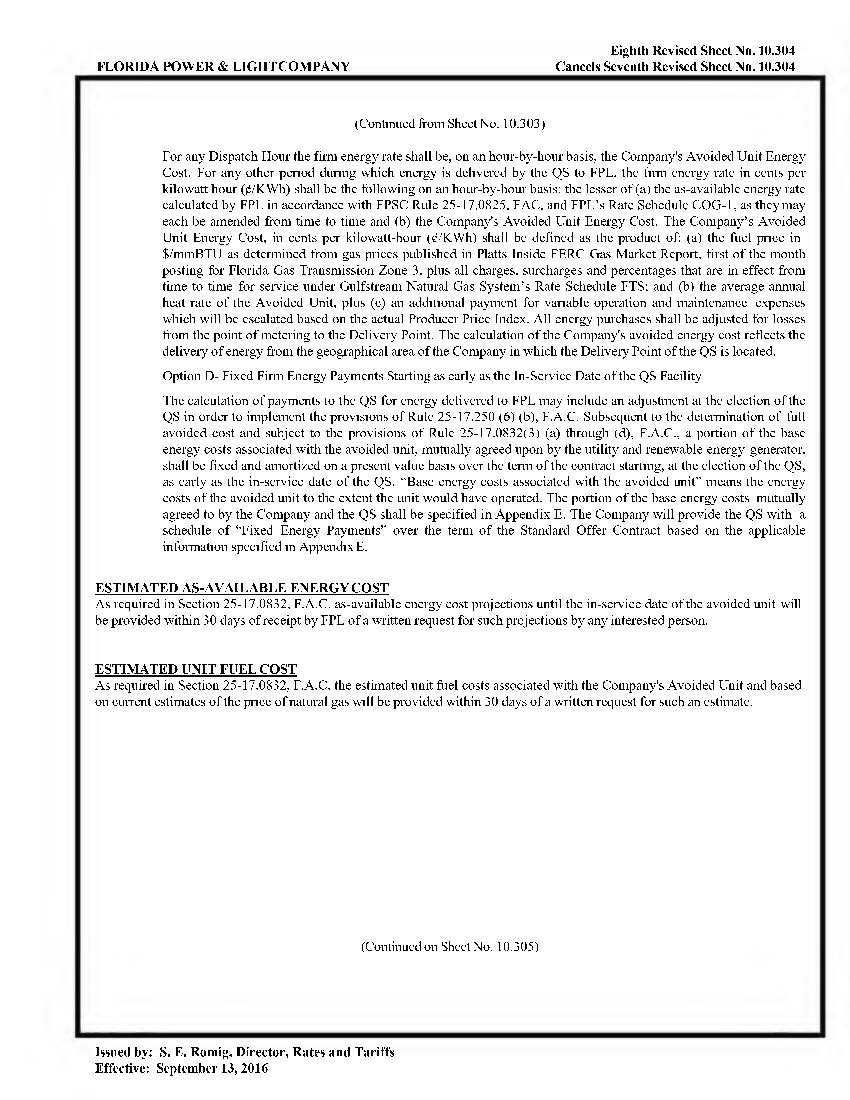 Eighth Revised Sheet No. 10.304
FLORIDA POWER & LIGHT COMPANY Cancels Seventh Revised Sheet No. 10.304
(Continued from Sheet No. 10.303)
For any Dispatch Hour the firm energy rate shall be, on an hour-by-hour basis, the Company's Avoided Unit Energy
Cost. For any other period during which energy is delivered by the QS to FPL, the firm energy rate in cents per
kilowatt hour (¢/KWh) shall be the following on an hour-by-hour basis: the lesser of (a) the as-available energy rate
calculated by FPL in accordance with FPSC Rule 25-17.0825, FAC, and FPL's Rate Schedule COG-1, as they may
each be amended from time to time and (b) the Company's Avoided Unit Energy Cost. The Company's Avoided
Unit Energy Cost, in cents per kilowatt-hour (¢/KWh) shall be defined as the product of: (a) the fuel price in
$/mmBTU as determined from gas prices published in Platts Inside FERC Gas Market Report, first of the month
posting for Florida Gas Transmission Zone 3, plus all charges, surcharges and percentages that are in effect from
time to time for service under Gulfstream Natural Gas System's Rate Schedule FTS; and (b) the average annual
heat rate of the Avoided Unit, plus (c) an additional payment for variable operation and maintenance expenses
which will be escalated based on the actual Producer Price Index. All energy purchases shall be adjusted for losses
from the point of metering to the Delivery Point. The calculation of the Company's avoided energy cost reflects the
delivery of energy from the geographical area of the Company in which the Delivery Point of the QS is located.
Option D- Fixed Firm Energy Payments Starting as early as the In-Service Date of the QS Facility
The calculation of payments to the QS for energy delivered to FPL may include an adjustment at the election of the
QS in order to implement the provisions of Rule 25-17.250 (6) (b), F.A.C. Subsequent to the determination of full
avoided cost and subject to the provisions of Rule 25-17.0832(3) (a) through (d), F.A.C., a portion of the base
energy costs associated with the avoided unit, mutually agreed upon by the utility and renewable energy generator,
shall be fixed and amortized on a present value basis over the term of the contract starting, at the election of the QS,
as early as the in-service date of the QS. “Base energy costs associated with the avoided unit” means the energy
costs of the avoided unit to the extent the unit would have operated. The portion of the base energy costs mutually
agreed to by the Company and the QS shall be specified in Appendix E. The Company will provide the QS with a
schedule of “Fixed Energy Payments” over the term of the Standard Offer Contract based on the applicable
information specified in Appendix E.
ESTIMATED AS-AVAILABLE ENERGY COST
As required in Section 25-17.0832, F.A.C. as-available energy cost projections until the in-service date of the avoided unit will
be provided within 30 days of receipt by FPL of a written request for such projections by any interested person.
ESTIMATED UNIT FUEL COST
As required in Section 25-17.0832, F.A.C. the estimated unit fuel costs associated with the Company's Avoided Unit and based
on current estimates of the price of natural gas will be provided within 30 days of a written request for such an estimate.
(Continued on Sheet No. 10.305)
Issued by: S. E. Romig, Director, Rates and Tariffs
Effective: September 13, 2016